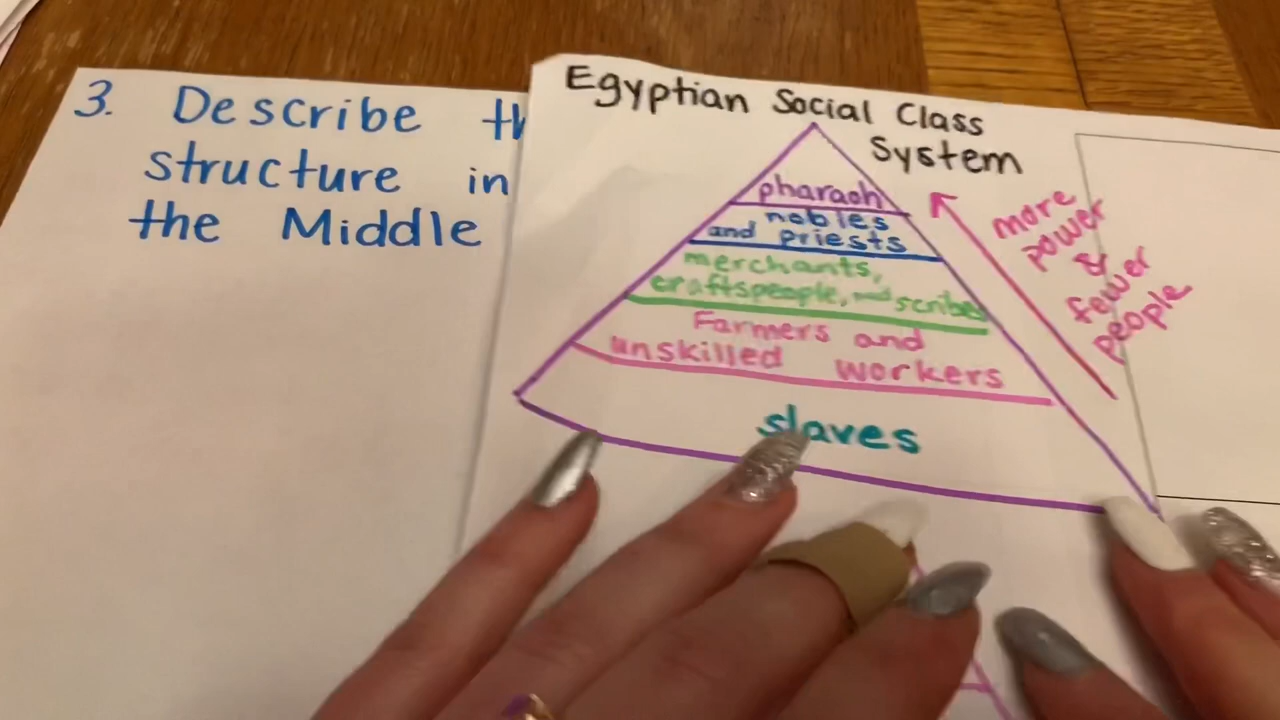 3. Describe th
structure in
the Middle
Egyptian Social Class
System
pharaoh
nobles
and priests
merchants,
craftspeople, and scribes
Farmers and
unskilled workers
slaves
more
power
&
fewer
people